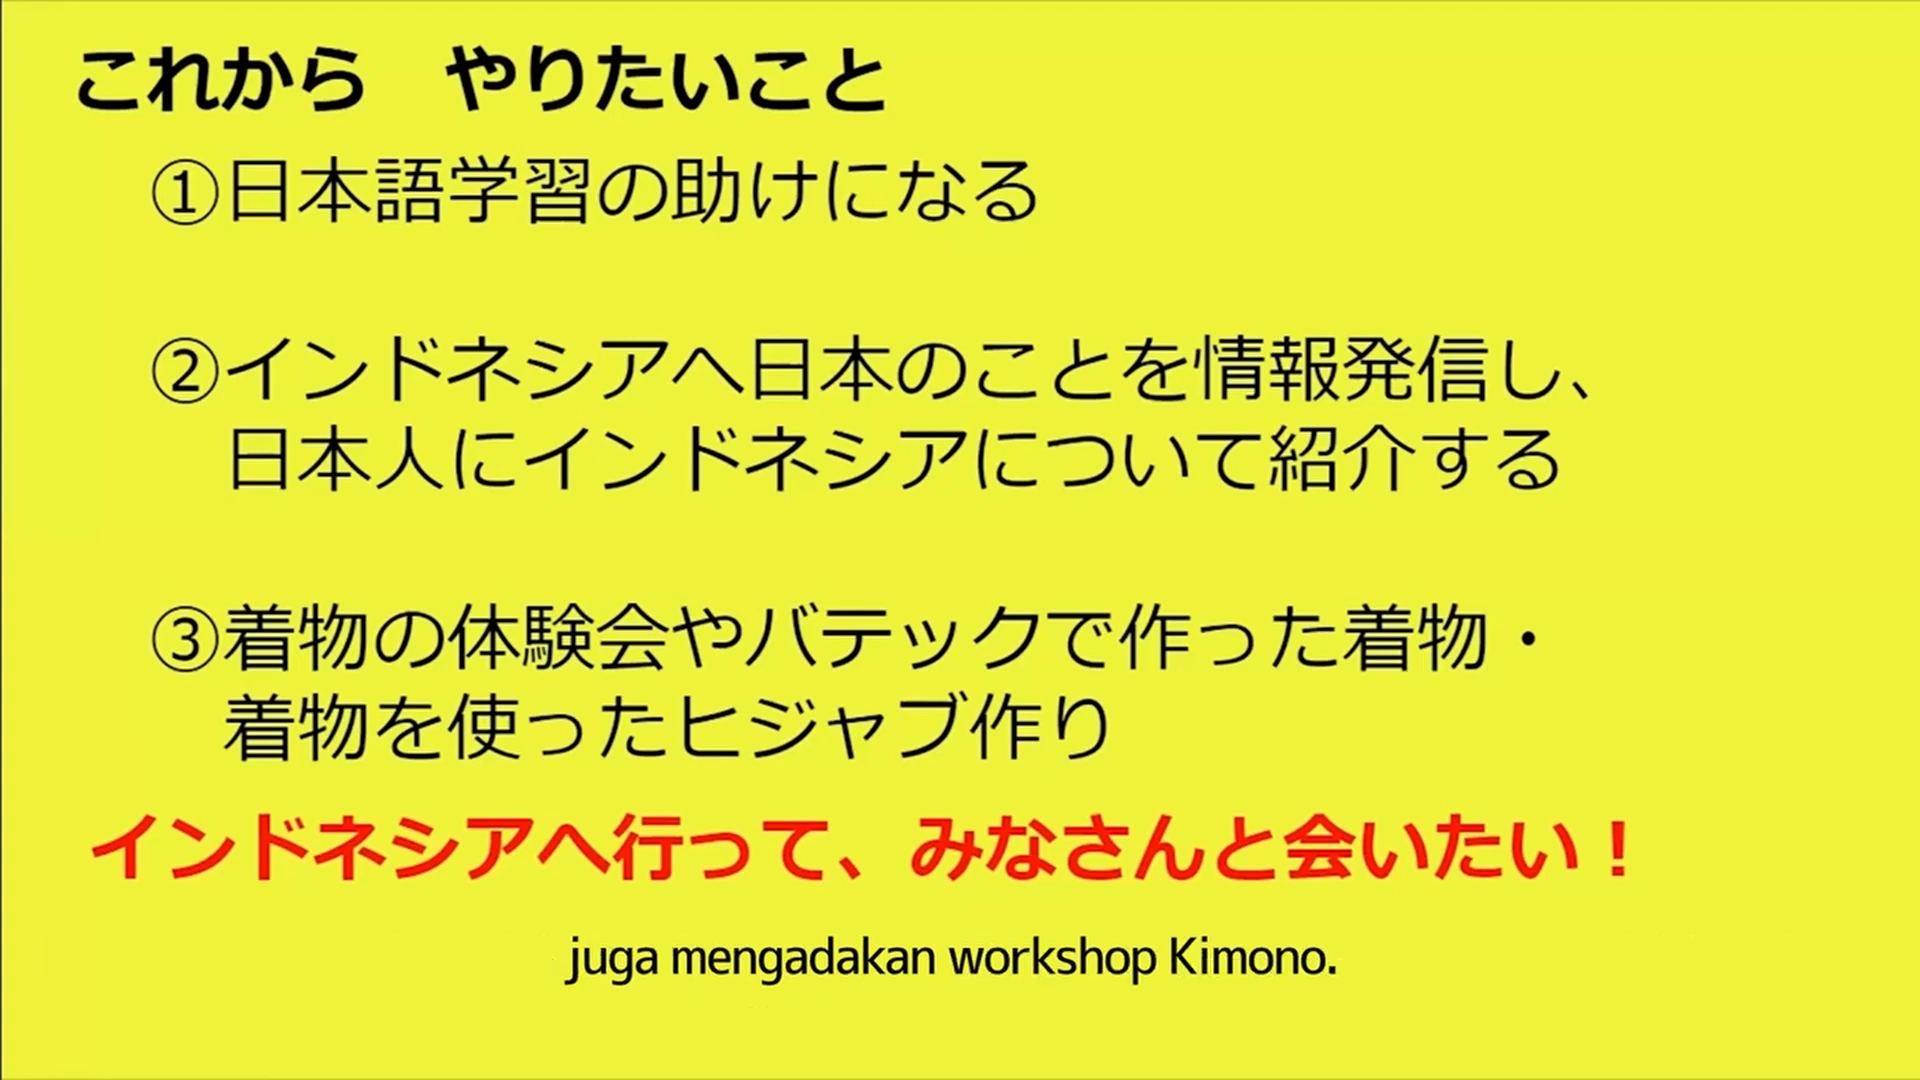 これから　やりたいこと
①日本語学習の助けになる
②インドネシアへ日本のことを情報発信し、
日本人にインドネシアについて紹介する
③着物の体験会やバテックで作った着物・
着物を使ったヒジャブ作り
インドネシアへ行って、みなさんと会いたい！
juga mengadakan workshop Kimono.